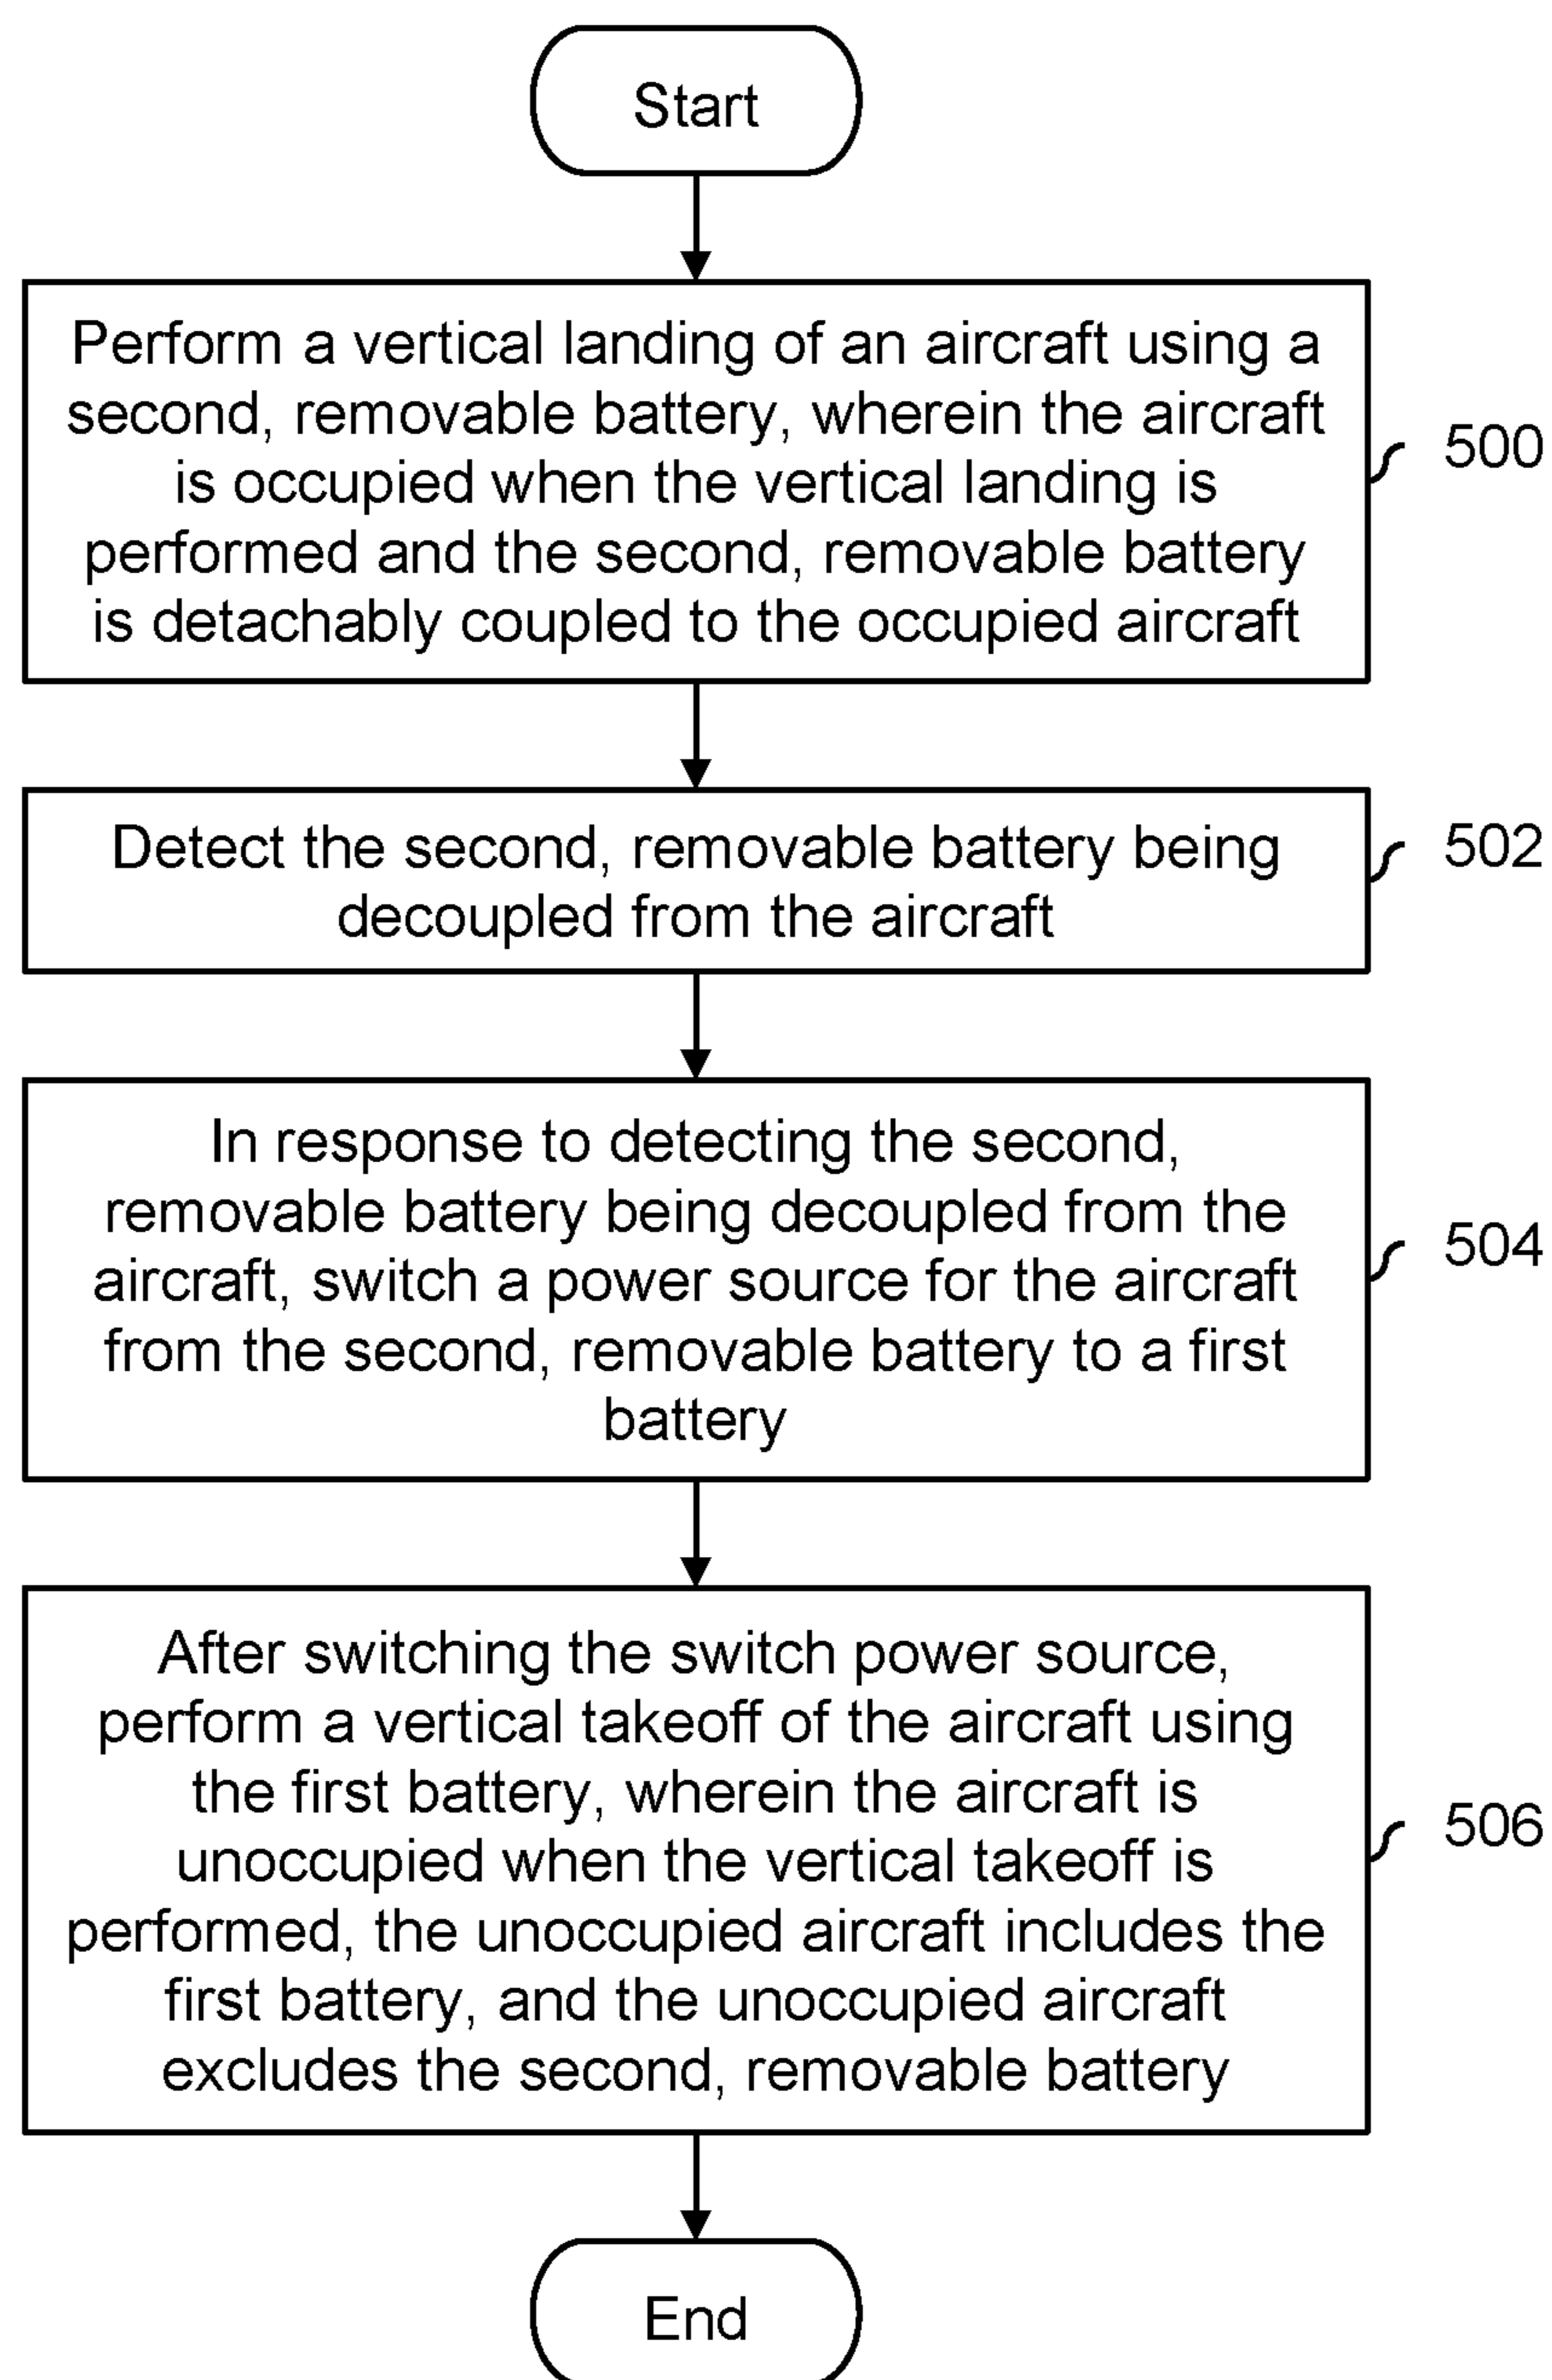 Start
Perform a vertical landing of an aircraft using a
second, removable battery, wherein the aircraft
is occupied when the vertical landing is
performed and the second, removable battery
is detachably coupled to the occupied aircraft
500
Detect the second, removable battery being
decoupled from the aircraft
502
In response to detecting the second,
removable battery being decoupled from the
aircraft, switch a power source for the aircraft
from the second, removable battery to a first
battery
504
After switching the switch power source,
perform a vertical takeoff of the aircraft using
the first battery, wherein the aircraft is
unoccupied when the vertical takeoff is
performed, the unoccupied aircraft includes the
first battery, and the unoccupied aircraft
excludes the second, removable battery
506
End